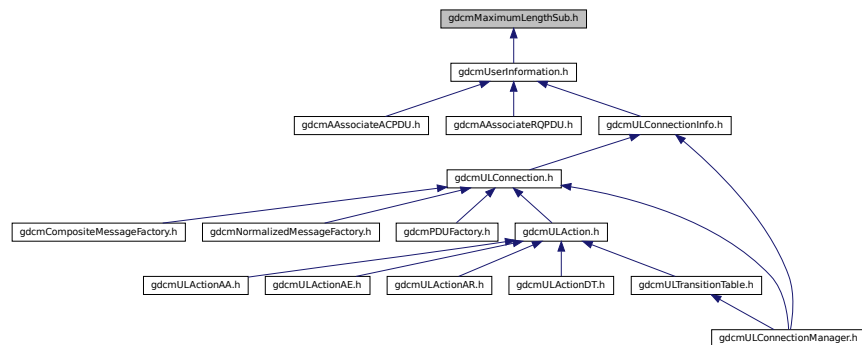 gdcmMaximumLengthSub.h
gdcmUserInformation.h
gdcmAAssociateACPDU.h
gdcmAAssociateRQPDU.h
gdcmULConnectionInfo.h
gdcmULConnection.h
gdcmCompositeMessageFactory.h
gdcmNormalizedMessageFactory.h
gdcmPDUFactory.h
gdcmULAction.h
gdcmULActionAA.h
gdcmULActionAE.h
gdcmULActionAR.h
gdcmULActionDT.h
gdcmULTransitionTable.h
gdcmULConnectionManager.h